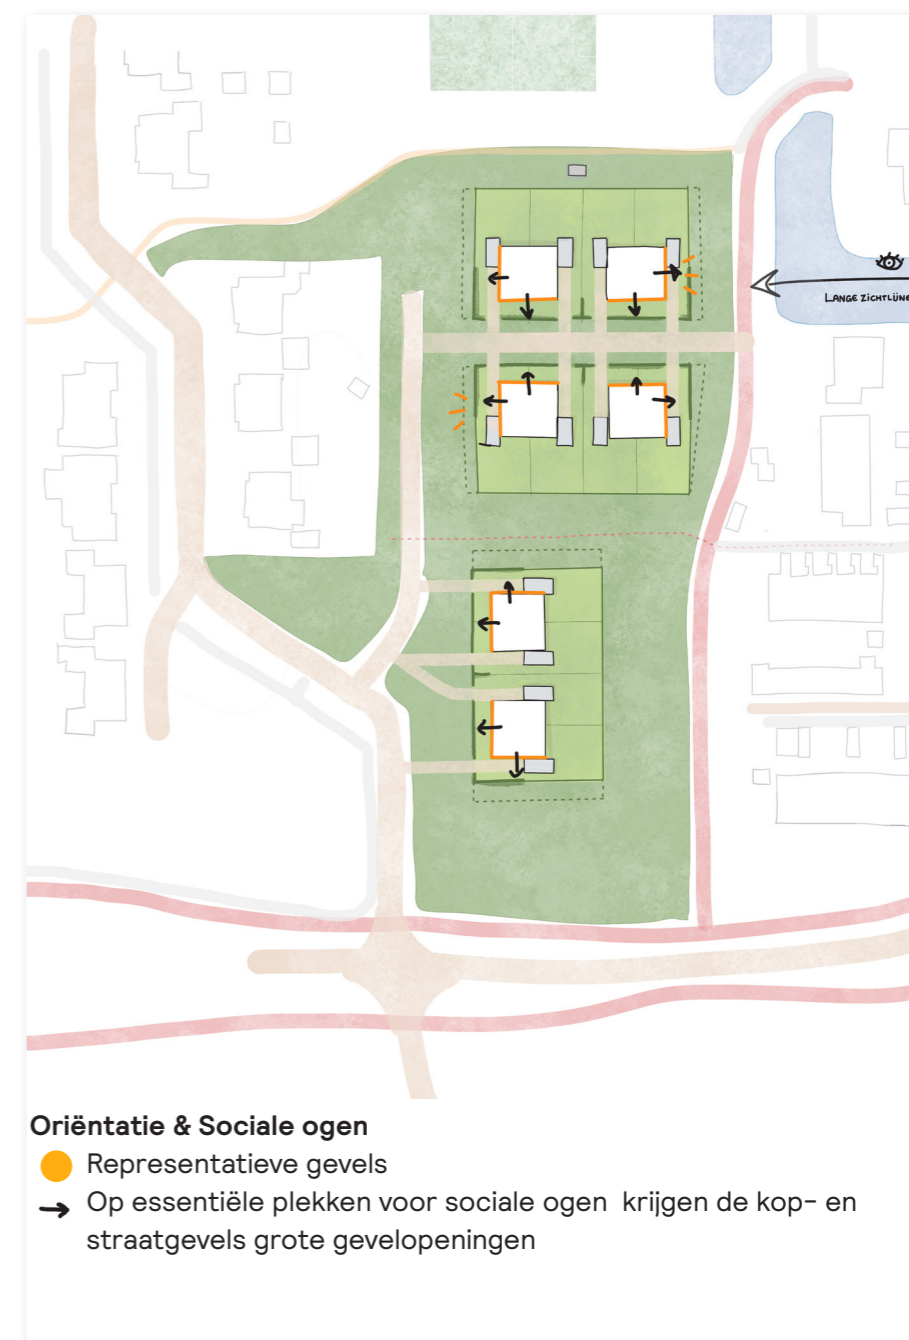 LANGE ZICHTLIJNE
Oriëntatie & Sociale ogen
Representatieve gevels
Op essentiële plekken voor sociale ogen krijgen de kop- en
straatgevels grote gevelopeningen